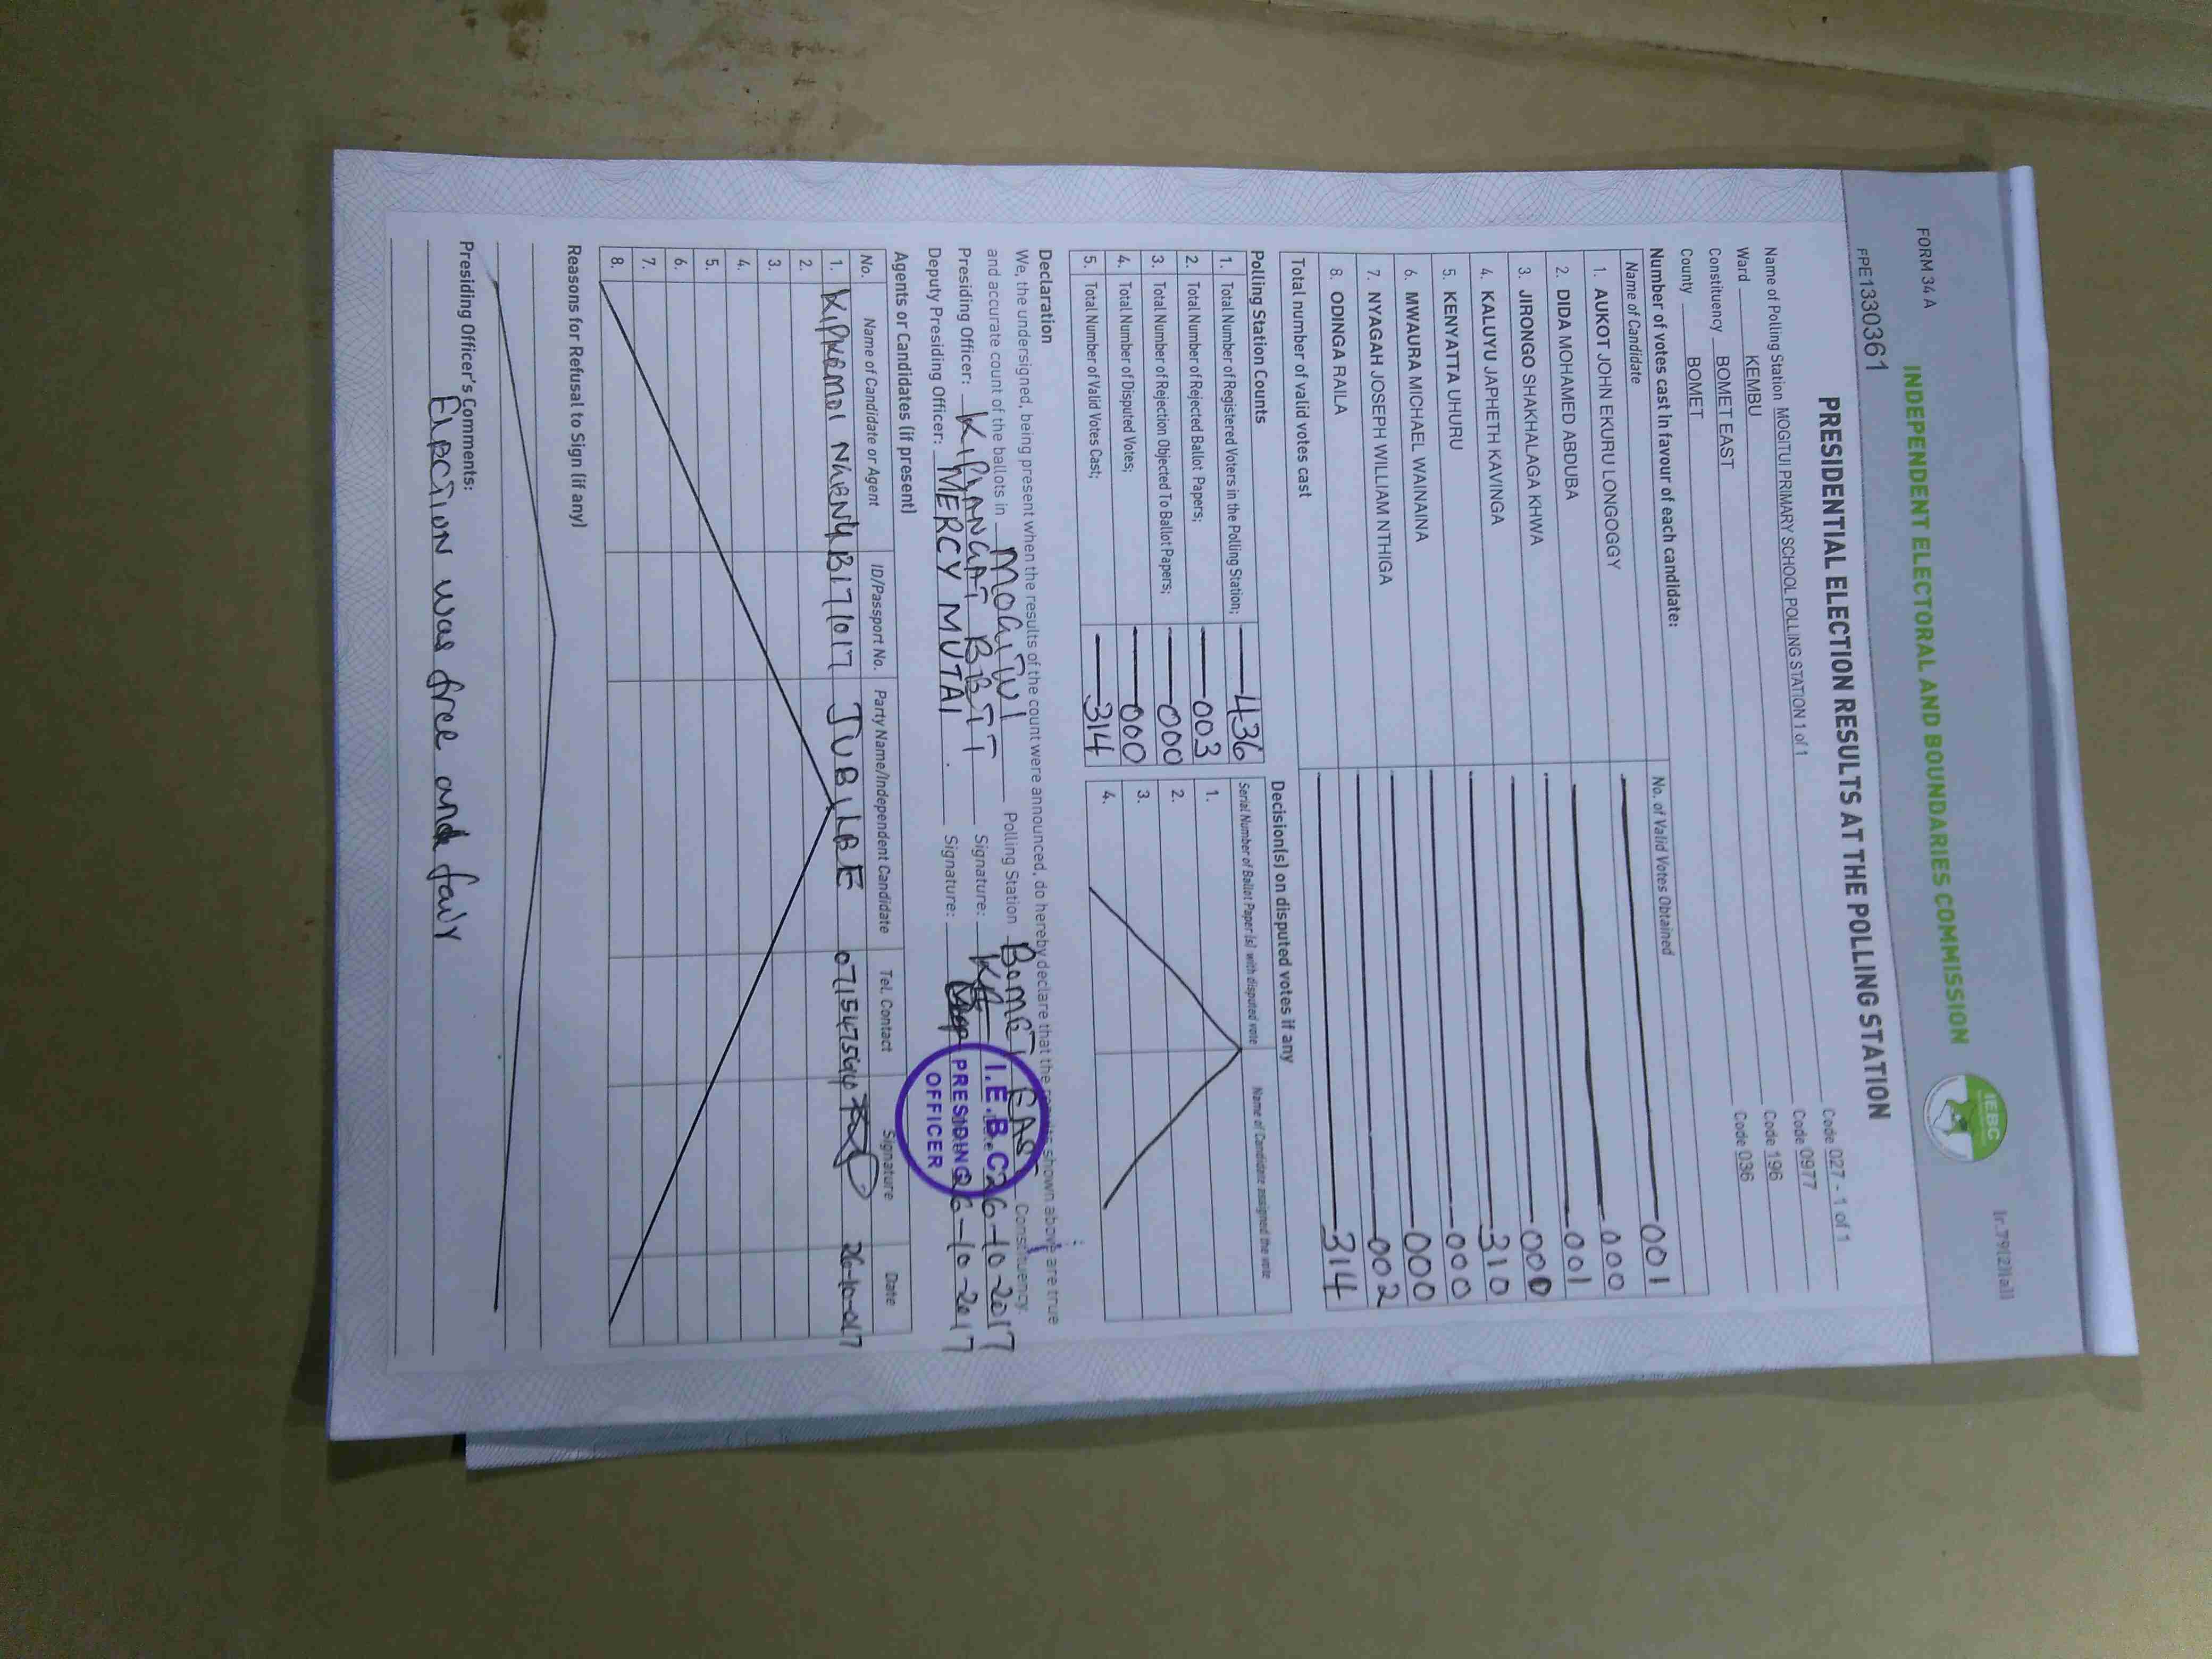 FORM 34 A
(r.79(2)(a))
INDEPENDENT ELECTORAL AND BOUNDARIES COMMISSION
IEBC
FPE1330361
PRESIDENTIAL ELECTION RESULTS AT THE POLLING STATION
Name of Polling Station MOGITUI PRIMARY SCHOOL POLLING STATION 1 of 1 Code 027 - 1 of 1
Ward KEMBU Code 0977
Constituency BOMET EAST Code 196
County BOMET Code 036
Number of votes cast in favour of each candidate:
Name of Candidate No. of Valid Votes Obtained
1. AUKOT JOHN EKURU LONGOGGY 001
2. DIDA MOHAMED ABDUBA 000
3. JIRONGO SHAKHALAGA KHWA 001
4. KALUYU JAPHETH KAVINGA 000
5. KENYATTA UHURU 310
6. MWAURA MICHAEL WAINAINA 000
7. NYAGAH JOSEPH WILLIAM NTHIGA 000
8. ODINGA RAILA 002
Total number of valid votes cast 314
Polling Station Counts
1. Total Number of Registered Voters in the Polling Station; 436
2. Total Number of Rejected Ballot Papers; 003
3. Total Number of Rejection Objected To Ballot Papers; 000
4. Total Number of Disputed Votes; 000
5. Total Number of Valid Votes Cast; 314
Decision(s) on disputed votes if any
Serial Number of Ballot Paper (s) with disputed vote Name of Candidate assigned the vote
1.
2.
3.
4.
Declaration
We, the undersigned, being present when the results of the count were announced, do hereby declare that the results shown above are true
and accurate count of the ballots in MOGITUI Polling Station BOMET EAST Constituency.
Presiding Officer: KIPLANGAT BETT Signature: Date 26-10-2017
Deputy Presiding Officer: MERCY MUTAI Signature: 26-10-2017
I.E.B.C
PRESIDING
OFFICER
Agents or Candidates (if present)
No. Name of Candidate or Agent ID/Passport No. Party Name/Independent Candidate Tel. Contact Signature Date
1. KIPKEMOI JUBILEE
2.
3.
4.
5.
6.
7.
8.
Reasons for Refusal to Sign (if any)
Presiding Officer's Comments:
Election was free and fair